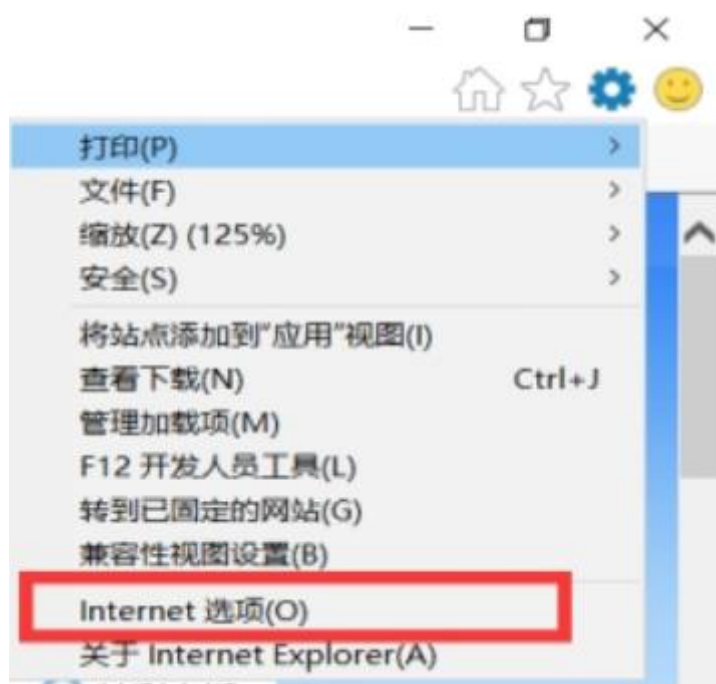 打印(P)
文件(F)
缩放(Z) (125%)
安全(S)
将站点添加到"应用"视图(I)
查看下载(N) Ctrl+J
管理加载项(M)
F12 开发人员工具(L)
转到已固定的网站(G)
兼容性视图设置(B)
Internet 选项(O)
关于 Internet Explorer(A)